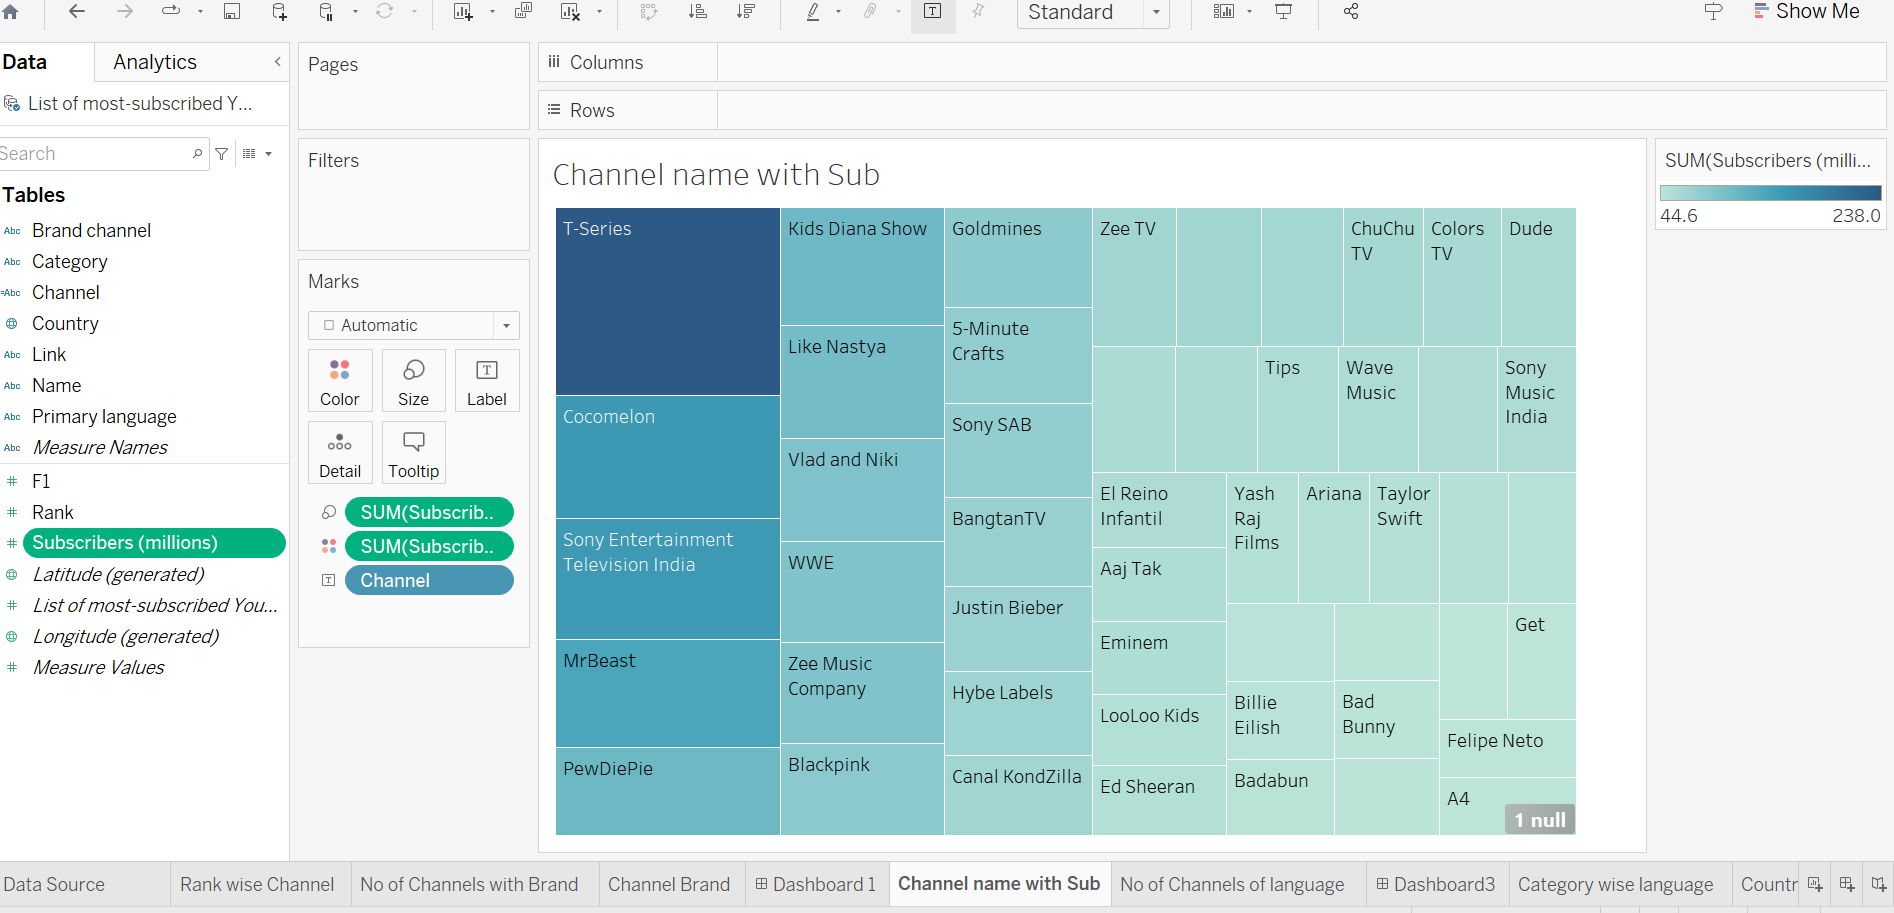 Standard
Show Me
Data
Analytics
List of most-subscribed Y...
Search
Tables
Abc Brand channel
Abc Category
=Abc Channel
Country
Abc Link
Abc Name
Abc Primary language
Abc Measure Names
# F1
# Rank
# Subscribers (millions)
Latitude (generated)
# List of most-subscribed You...
Longitude (generated)
# Measure Values
Pages
Filters
Marks
Automatic
Color
Size
Label
Detail
Tooltip
SUM(Subscrib..
SUM(Subscrib..
Channel
Columns
Rows
Channel name with Sub
T-Series
Cocomelon
Sony Entertainment
Television India
MrBeast
PewDiePie
Kids Diana Show
Like Nastya
Vlad and Niki
WWE
Zee Music
Company
Blackpink
Goldmines
5-Minute
Crafts
Sony SAB
BangtanTV
Justin Bieber
Hybe Labels
Canal KondZilla
Zee TV
ChuChu
TV
Colors
TV
Dude
Tips
Wave
Music
Sony
Music
India
El Reino
Infantil
Aaj Tak
Eminem
LooLoo Kids
Ed Sheeran
Yash
Raj
Films
Ariana
Taylor
Swift
Billie
Eilish
Badabun
Bad
Bunny
Get
Felipe Neto
A4
1 null
SUM(Subscribers (milli...
44.6
238.0
Data Source
Rank wise Channel
No of Channels with Brand
Channel Brand
Dashboard 1
Channel name with Sub
No of Channels of language
Dashboard3
Category wise language
Countr